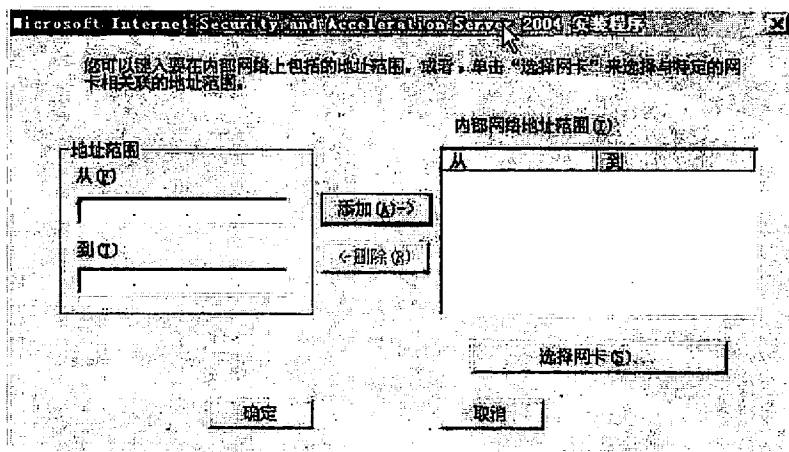 Microsoft Internet Security and Acceleration Server 2004 安装程序
您可以键入要在内部网络上包括的地址范围。或者，单击“选择网卡”来选择与特定的网
卡相关联的地址范围。
内部网络地址范围(I):
地址范围
从(F)
从 到
添加(A)->
到(T)
<-删除(R)
选择网卡(S)...
确定
取消